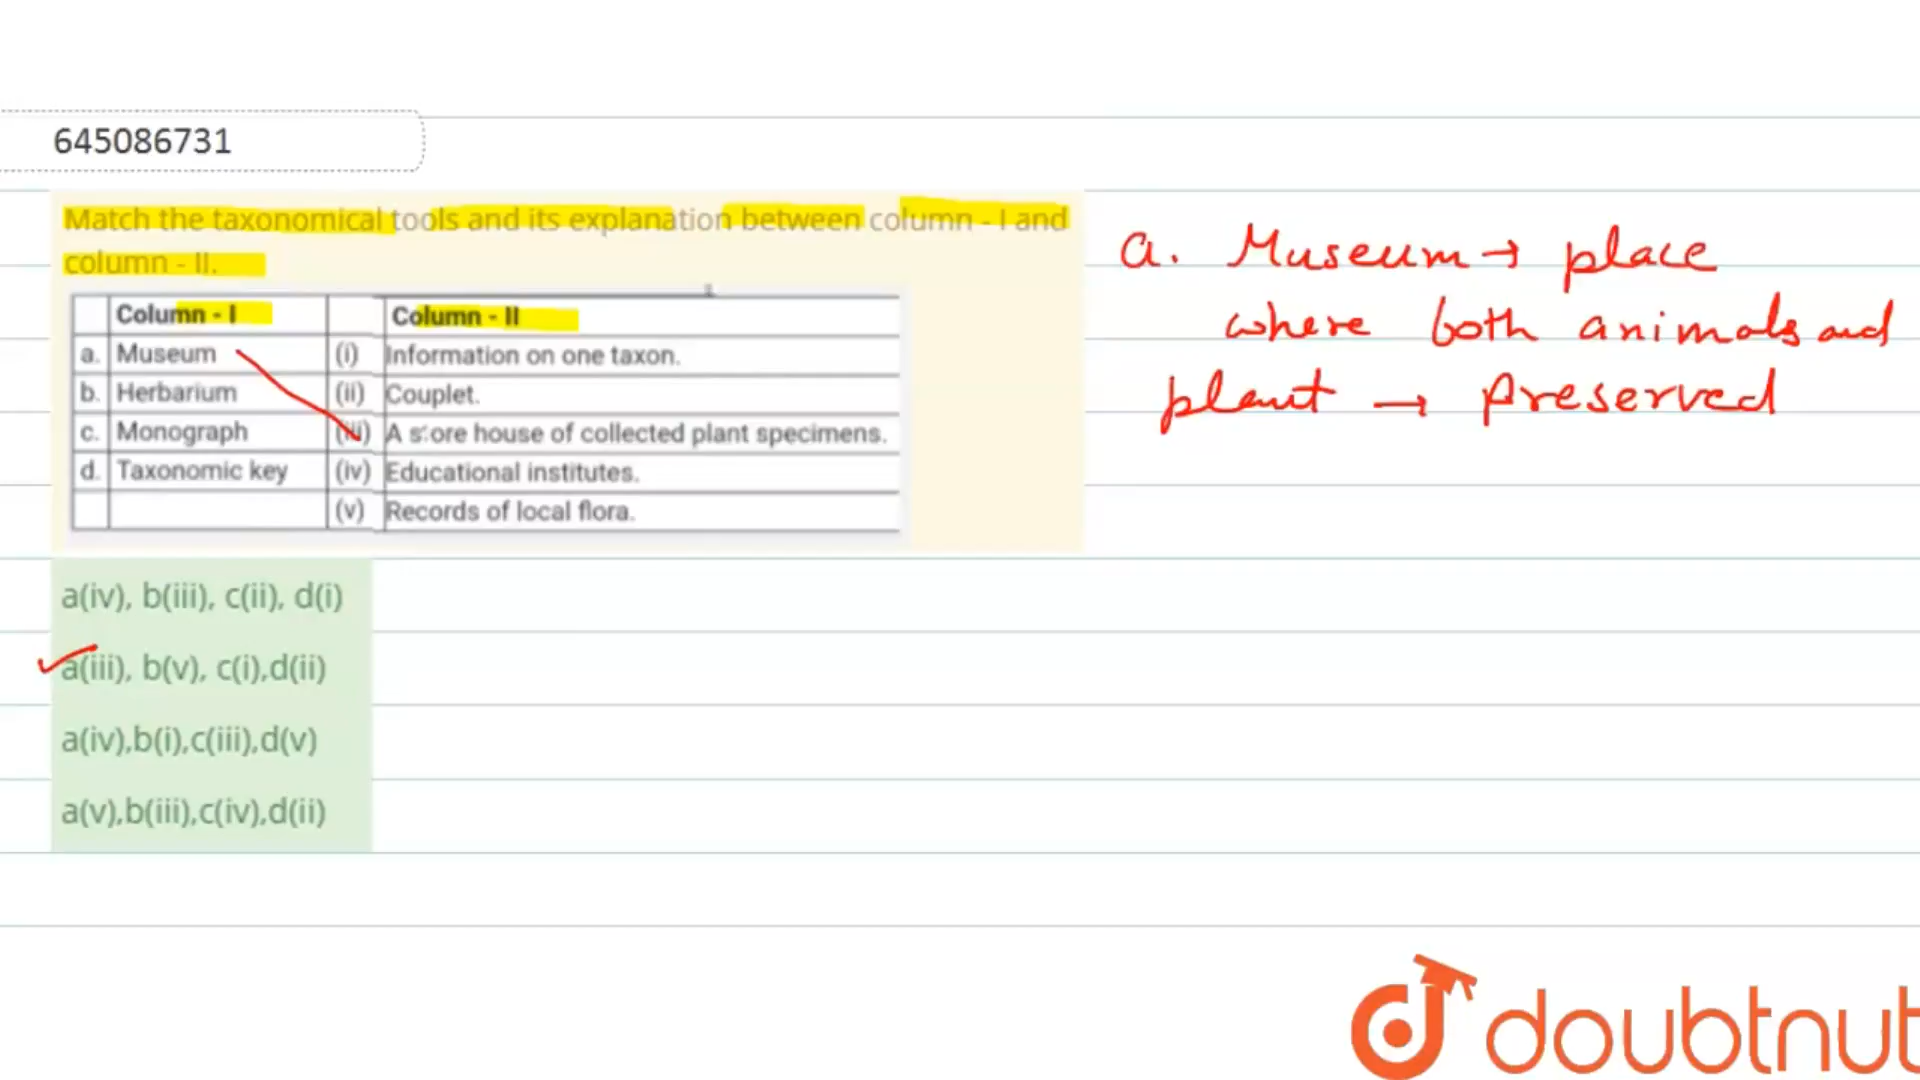 645086731
Match the taxonomical tools and its explanation between column - I and
column - II.
Column - I Column - II
a. Museum (i) Information on one taxon.
b. Herbarium (ii) Couplet.
c. Monograph (iii) A store house of collected plant specimens.
d. Taxonomic key (iv) Educational institutes.
(v) Records of local flora.
a(iv), b(iii), c(ii), d(i)
a(iii), b(v), c(i),d(ii)
a(iv),b(i),c(iii),d(v)
a(v),b(iii),c(iv),d(ii)
a. Museum → place
where both animals and
plant → Preserved
doubtnut